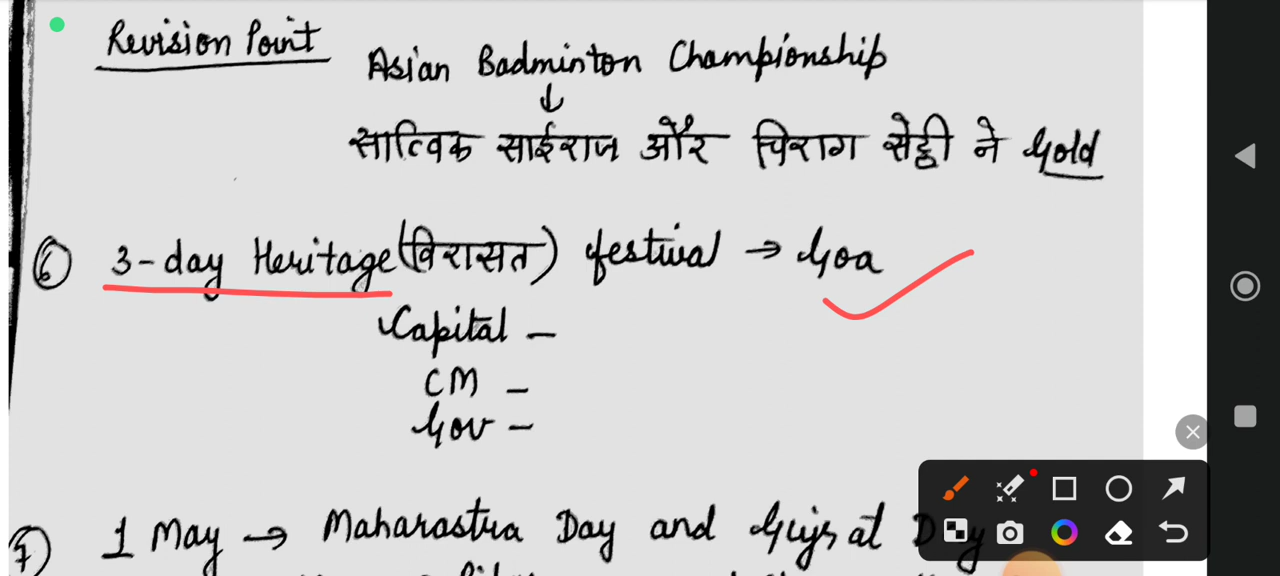 Revision Point
Asian Badminton Championship
↓
सात्विक साईराज और चिराग सेट्टी ने Gold
6 3-day Heritage (विरासत) festival → Goa
Capital –
CM –
Gov –
7 1 May → Maharastra Day and Gujrat Day